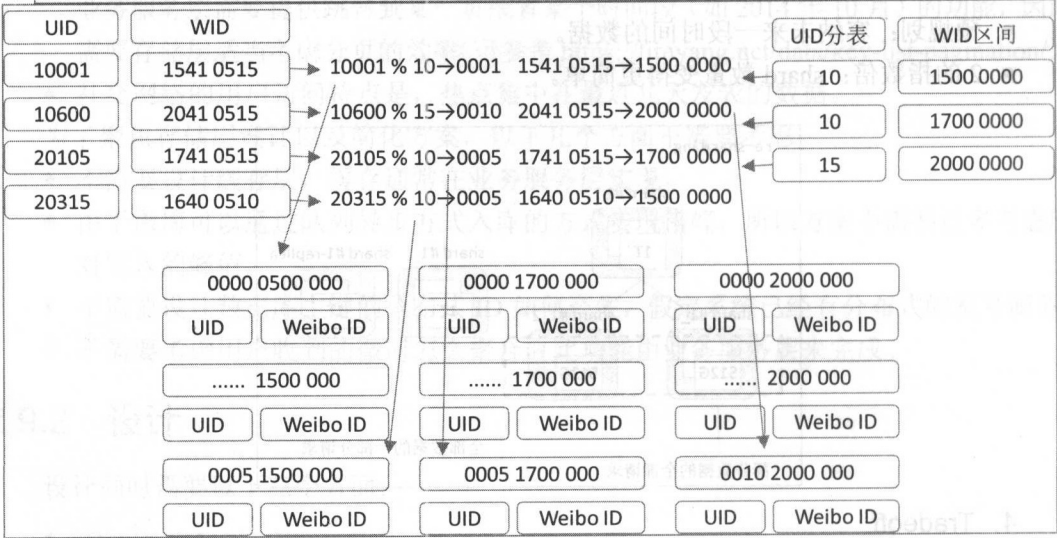 UID WID
10001 1541 0515 10001 % 10→0001 1541 0515→1500 0000
10600 2041 0515 10600 % 15→0010 2041 0515→2000 0000
20105 1741 0515 20105 % 10→0005 1741 0515→1700 0000
20315 1640 0510 20315 % 10→0005 1640 0510→1500 0000
UID分表 WID区间
10 1500 0000
10 1700 0000
15 2000 0000
0000 0500 000 0000 1700 000 0000 2000 000
UID Weibo ID UID Weibo ID UID Weibo ID
...... 1500 000 ...... 1700 000 ...... 2000 000
UID Weibo ID UID Weibo ID UID Weibo ID
0005 1500 000 0005 1700 000 0010 2000 000
UID Weibo ID UID Weibo ID UID Weibo ID